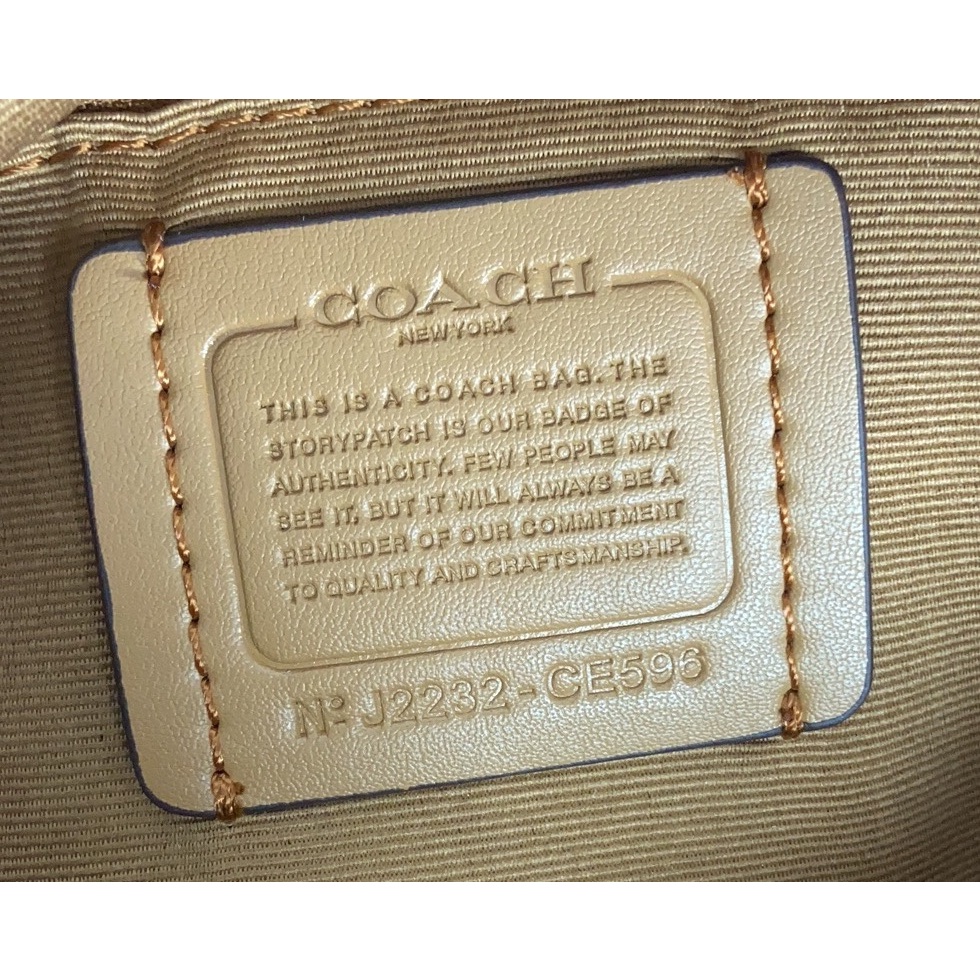 COACH
NEW YORK
THIS IS A COACH BAG. THE
STORYPATCH IS OUR BADGE OF
AUTHENTICITY. FEW PEOPLE MAY
SEE IT, BUT IT WILL ALWAYS BE A
REMINDER OF OUR COMMITMENT
TO QUALITY AND CRAFTSMANSHIP.
Nº J2232-CE596